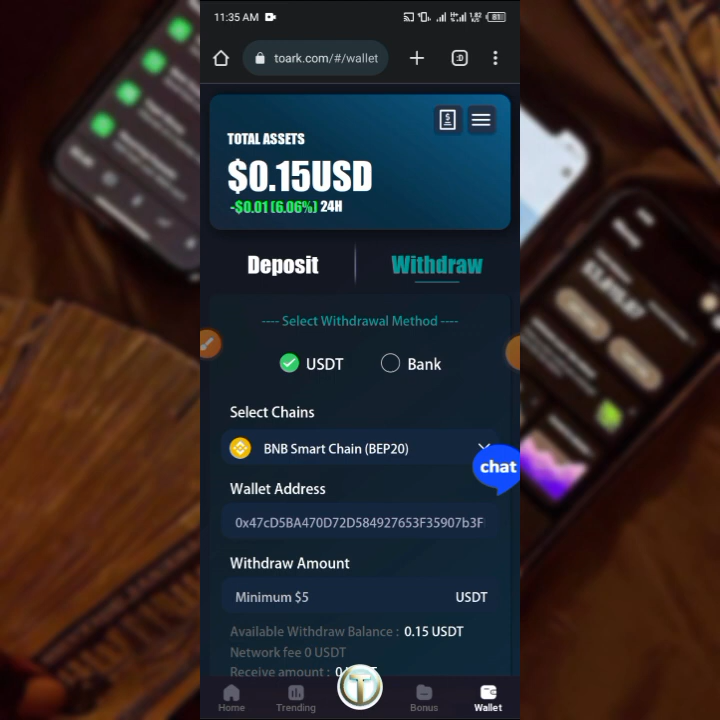 11:35 AM
81
toark.com/#/wallet
:D
TOTAL ASSETS
$0.15USD
-$0.01 (6.06%) 24H
Deposit
Withdraw
---- Select Withdrawal Method ----
USDT
Bank
Select Chains
BNB Smart Chain (BEP20)
chat
Wallet Address
0x47cD5BA470D72D584927653F35907b3F
Withdraw Amount
Minimum $5
USDT
Available Withdraw Balance : 0.15 USDT
Network fee 0 USDT
Receive amount :
T
Home
Trending
Bonus
Wallet